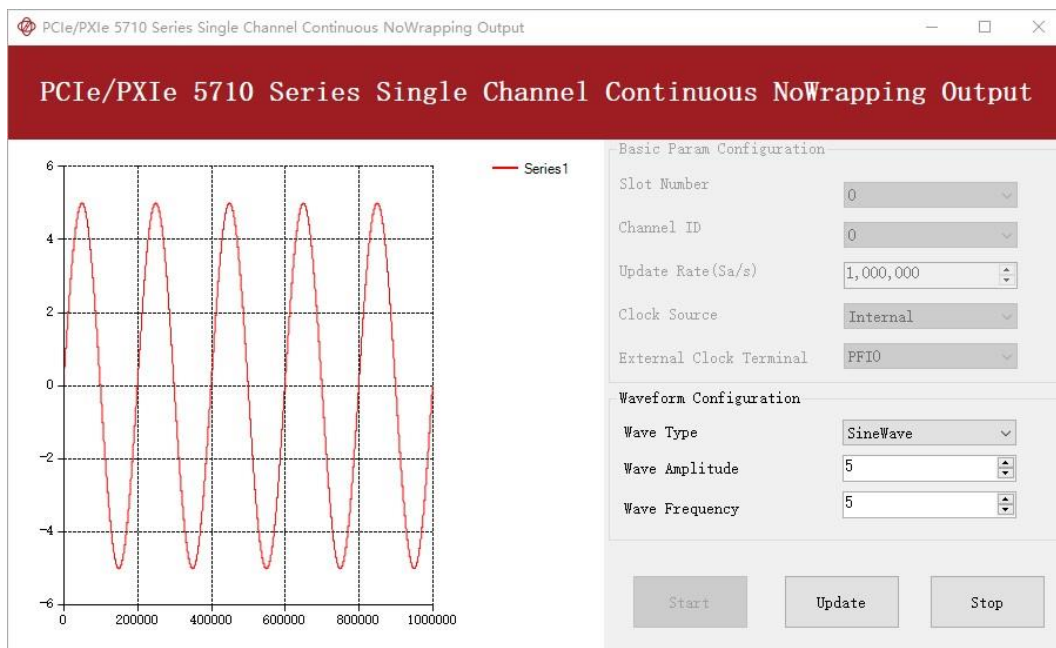 PCIe/PXIe 5710 Series Single Channel Continuous NoWrapping Output
PCIe/PXIe 5710 Series Single Channel Continuous NoWrapping Output
6
4
2
0
-2
-4
-6
0 200000 400000 600000 800000 1000000
Series1
Basic Param Configuration
Slot Number 0
Channel ID 0
Update Rate(Sa/s) 1,000,000
Clock Source Internal
External Clock Terminal PFI0
Waveform Configuration
Wave Type SineWave
Wave Amplitude 5
Wave Frequency 5
Start Update Stop